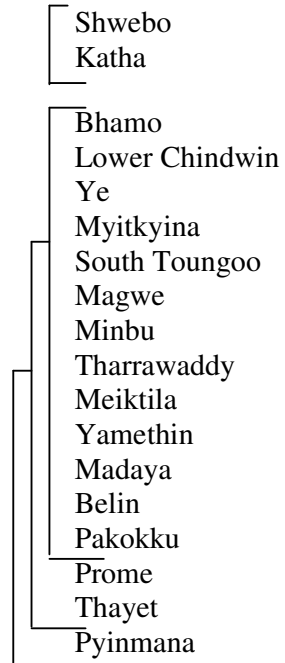 Shwebo
Katha
Bhamo
Lower Chindwin
Ye
Myitkyina
South Toungoo
Magwe
Minbu
Tharrawaddy
Meiktila
Yamethin
Madaya
Belin
Pakokku
Prome
Thayet
Pyinmana